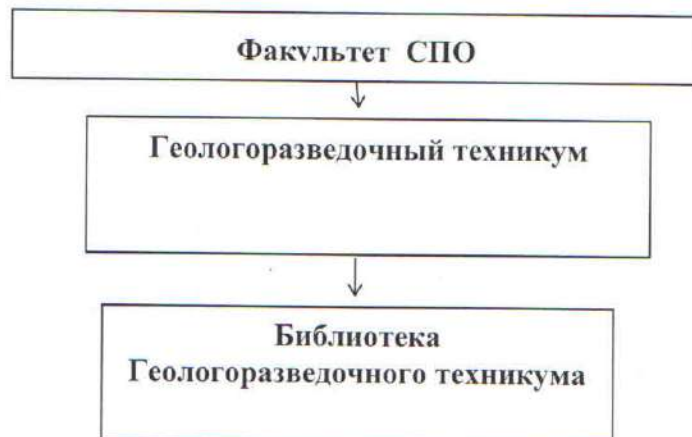 Факультет СПО
Геологоразведочный техникум
Библиотека
Геологоразведочного техникума